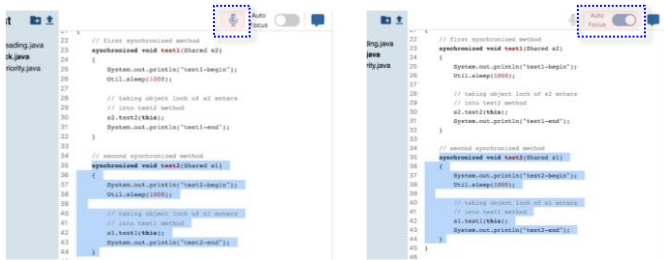 Auto
Focus
eading.java
ck.java
riority.java
22 // first synchronized method
23 synchronized void test1(Shared s2)
24 {
25 System.out.println("test1-begin");
26 Util.sleep(1000);
27
28 // taking object lock of s2 enters
29 // into test2 method
30 s2.test2(this);
31 System.out.println("test1-end");
32 }
33
34 // second synchronized method
35 synchronized void test2(Shared s1)
36 {
37 System.out.println("test2-begin");
38 Util.sleep(1000);
39
40 // taking object lock of s1 enters
41 // into test1 method
42 s1.test1(this);
43 System.out.println("test2-end");
44 }
Auto
Focus
ding.java
java
rity.java
22 // first synchronized method
23 synchronized void test1(Shared s2)
24 {
25 System.out.println("test1-begin");
26 Util.sleep(1000);
27
28 // taking object lock of s2 enters
29 // into test2 method
30 s2.test2(this);
31 System.out.println("test1-end");
32 }
33
34 // second synchronized method
35 synchronized void test2(Shared s1)
36 {
37 System.out.println("test2-begin");
38 Util.sleep(1000);
39
40 // taking object lock of s1 enters
41 // into test1 method
42 s1.test1(this);
43 System.out.println("test2-end");
44 }
45 }
46